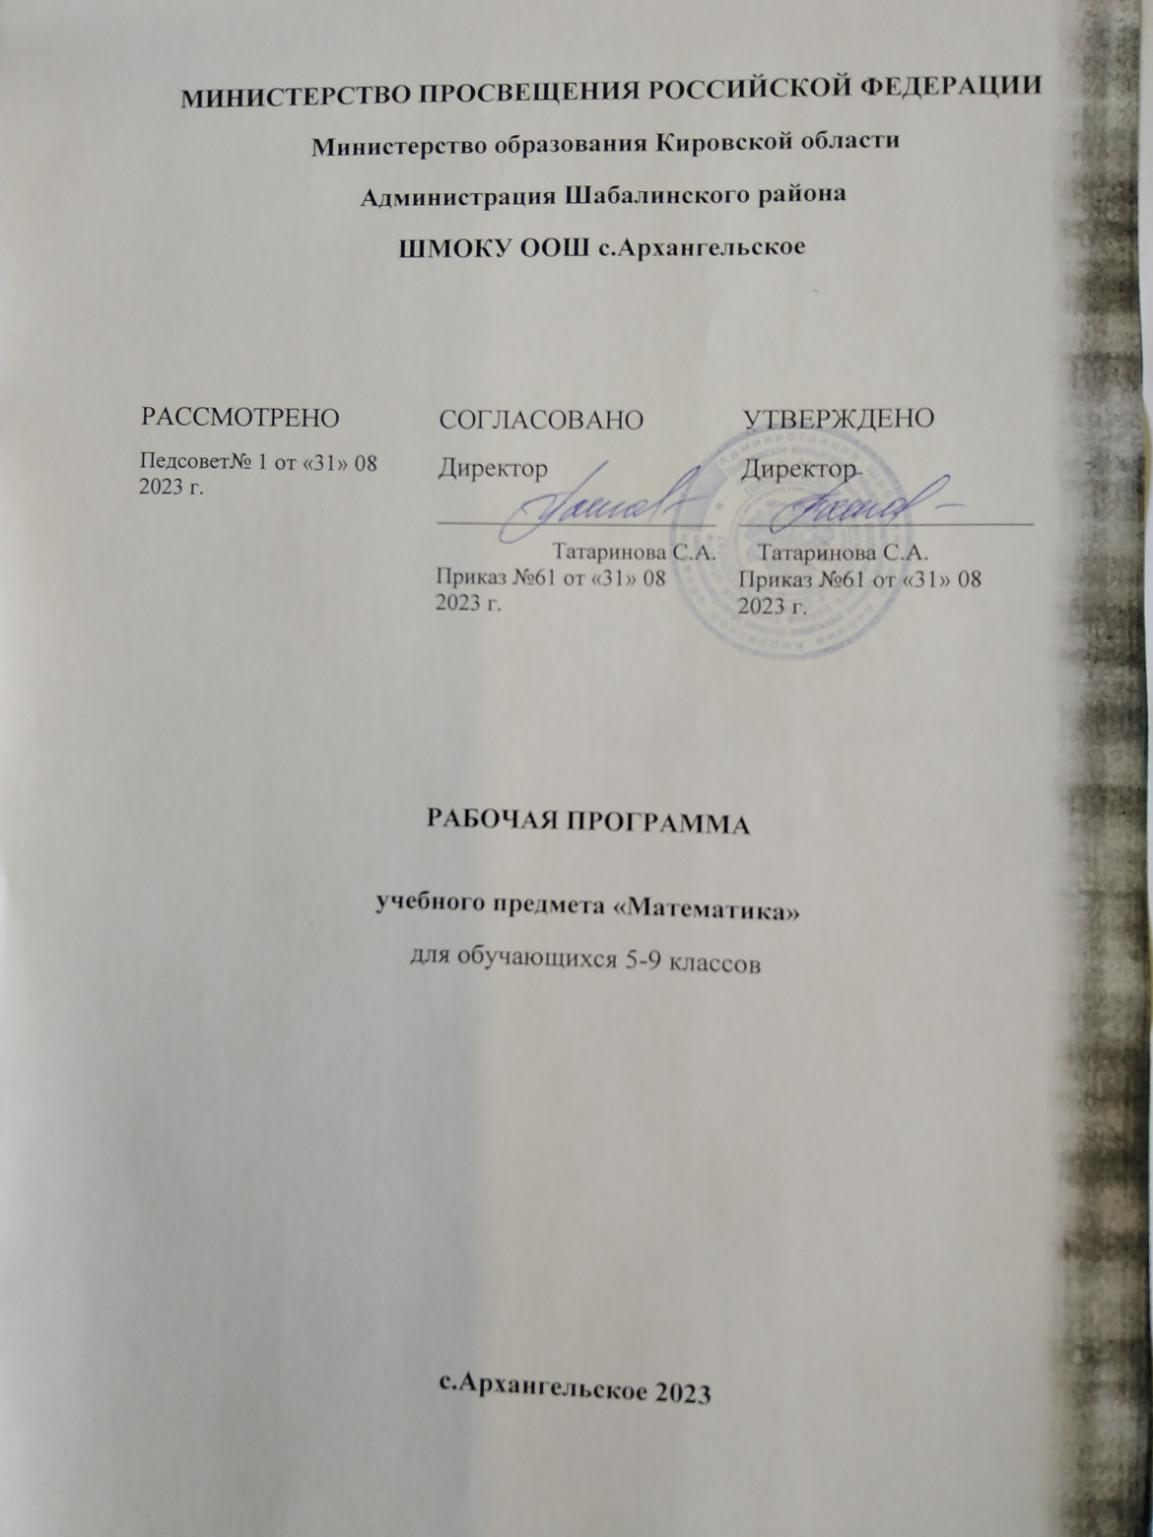 МИНИСТЕРСТВО ПРОСВЕЩЕНИЯ РОССИЙСКОЙ ФЕДЕРАЦИИ
Министерство образования Кировской области
Администрация Шабалинского района
ШМОКУ ООШ с.Архангельское
РАССМОТРЕНО
Педсовет№ 1 от «31» 08
2023 г.
СОГЛАСОВАНО
Директор
Татаринова С.А.
Приказ №61 от «31» 08
2023 г.
УТВЕРЖДЕНО
Директор
Татаринова С.А.
Приказ №61 от «31» 08
2023 г.
РАБОЧАЯ ПРОГРАММА
учебного предмета «Математика»
для обучающихся 5-9 классов
с.Архангельское 2023